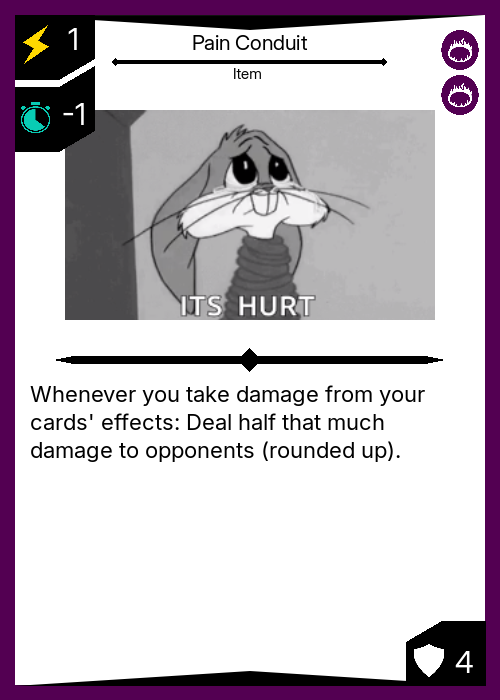 1
Pain Conduit
Item
-1
ITS HURT
Whenever you take damage from your
cards' effects: Deal half that much
damage to opponents (rounded up).
4